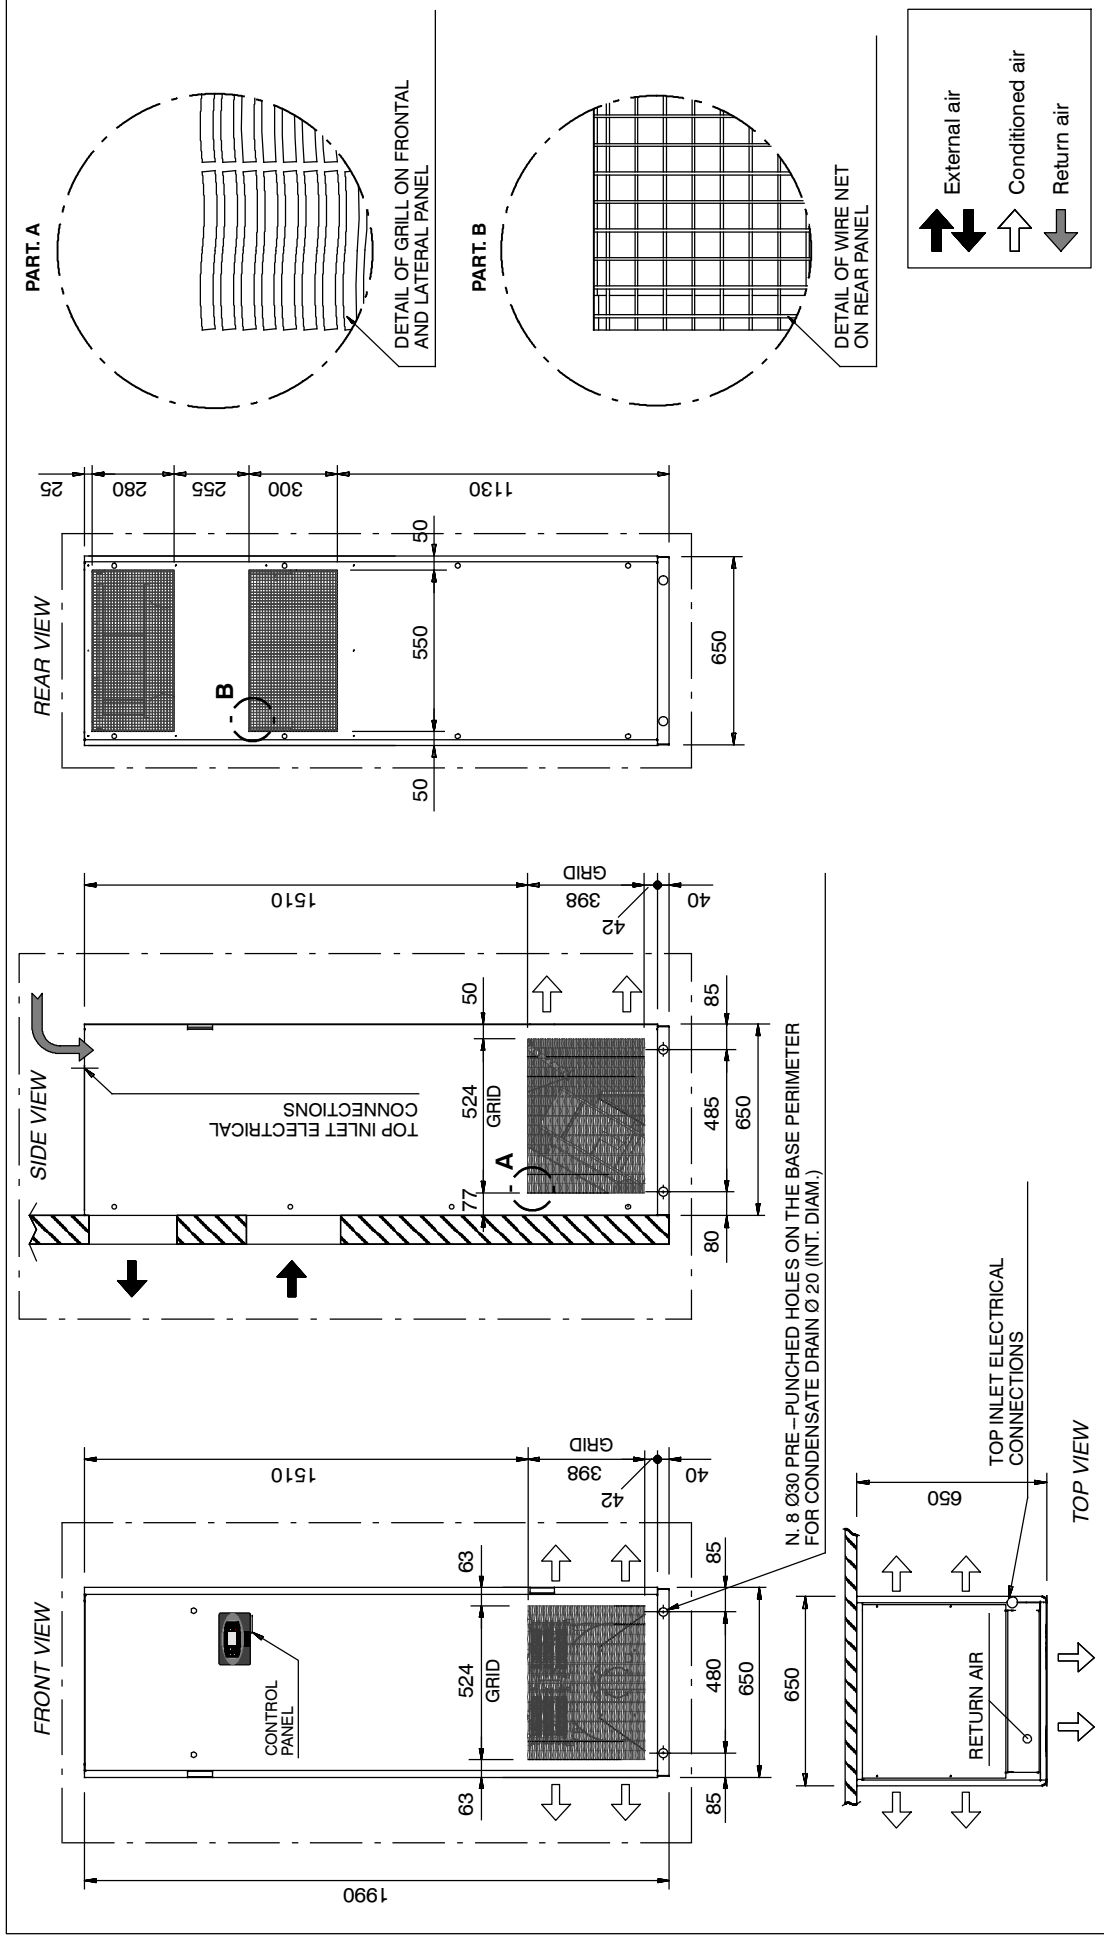 FRONT VIEW
1990
CONTROL
PANEL
1510
398
GRID
42
40
63
524
GRID
63
85
480
85
650
N. 8 Ø30 PRE–PUNCHED HOLES ON THE BASE PERIMETER
FOR CONDENSATE DRAIN Ø 20 (INT. DIAM.)
SIDE VIEW
TOP INLET ELECTRICAL
CONNECTIONS
A
1510
398
GRID
42
40
77
524
GRID
50
80
485
85
650
REAR VIEW
B
25
280
255
300
1130
50
550
50
650
PART. A
DETAIL OF GRILL ON FRONTAL
AND LATERAL PANEL
PART. B
DETAIL OF WIRE NET
ON REAR PANEL
650
650
RETURN AIR
TOP INLET ELECTRICAL
CONNECTIONS
TOP VIEW
External air
Conditioned air
Return air